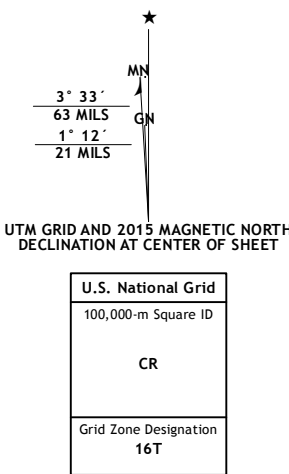 ★
MN
3° 33´
63 MILS
GN
1° 12´
21 MILS
UTM GRID AND 2015 MAGNETIC NORTH
DECLINATION AT CENTER OF SHEET
U.S. National Grid
100,000-m Square ID
CR
Grid Zone Designation
16T